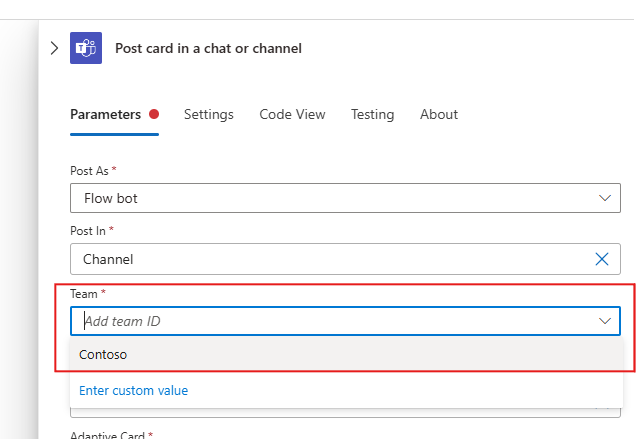 Post card in a chat or channel
Parameters Settings Code View Testing About
Post As *
Flow bot
Post In *
Channel
Team *
Add team ID
Contoso
Enter custom value
Adaptive Card *